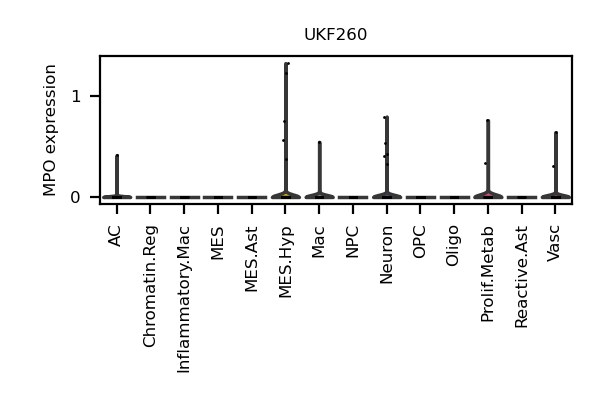 UKF260
MPO expression
1
0
AC
Chromatin.Reg
Inflammatory.Mac
MES
MES.Ast
MES.Hyp
Mac
NPC
Neuron
OPC
Oligo
Prolif.Metab
Reactive.Ast
Vasc